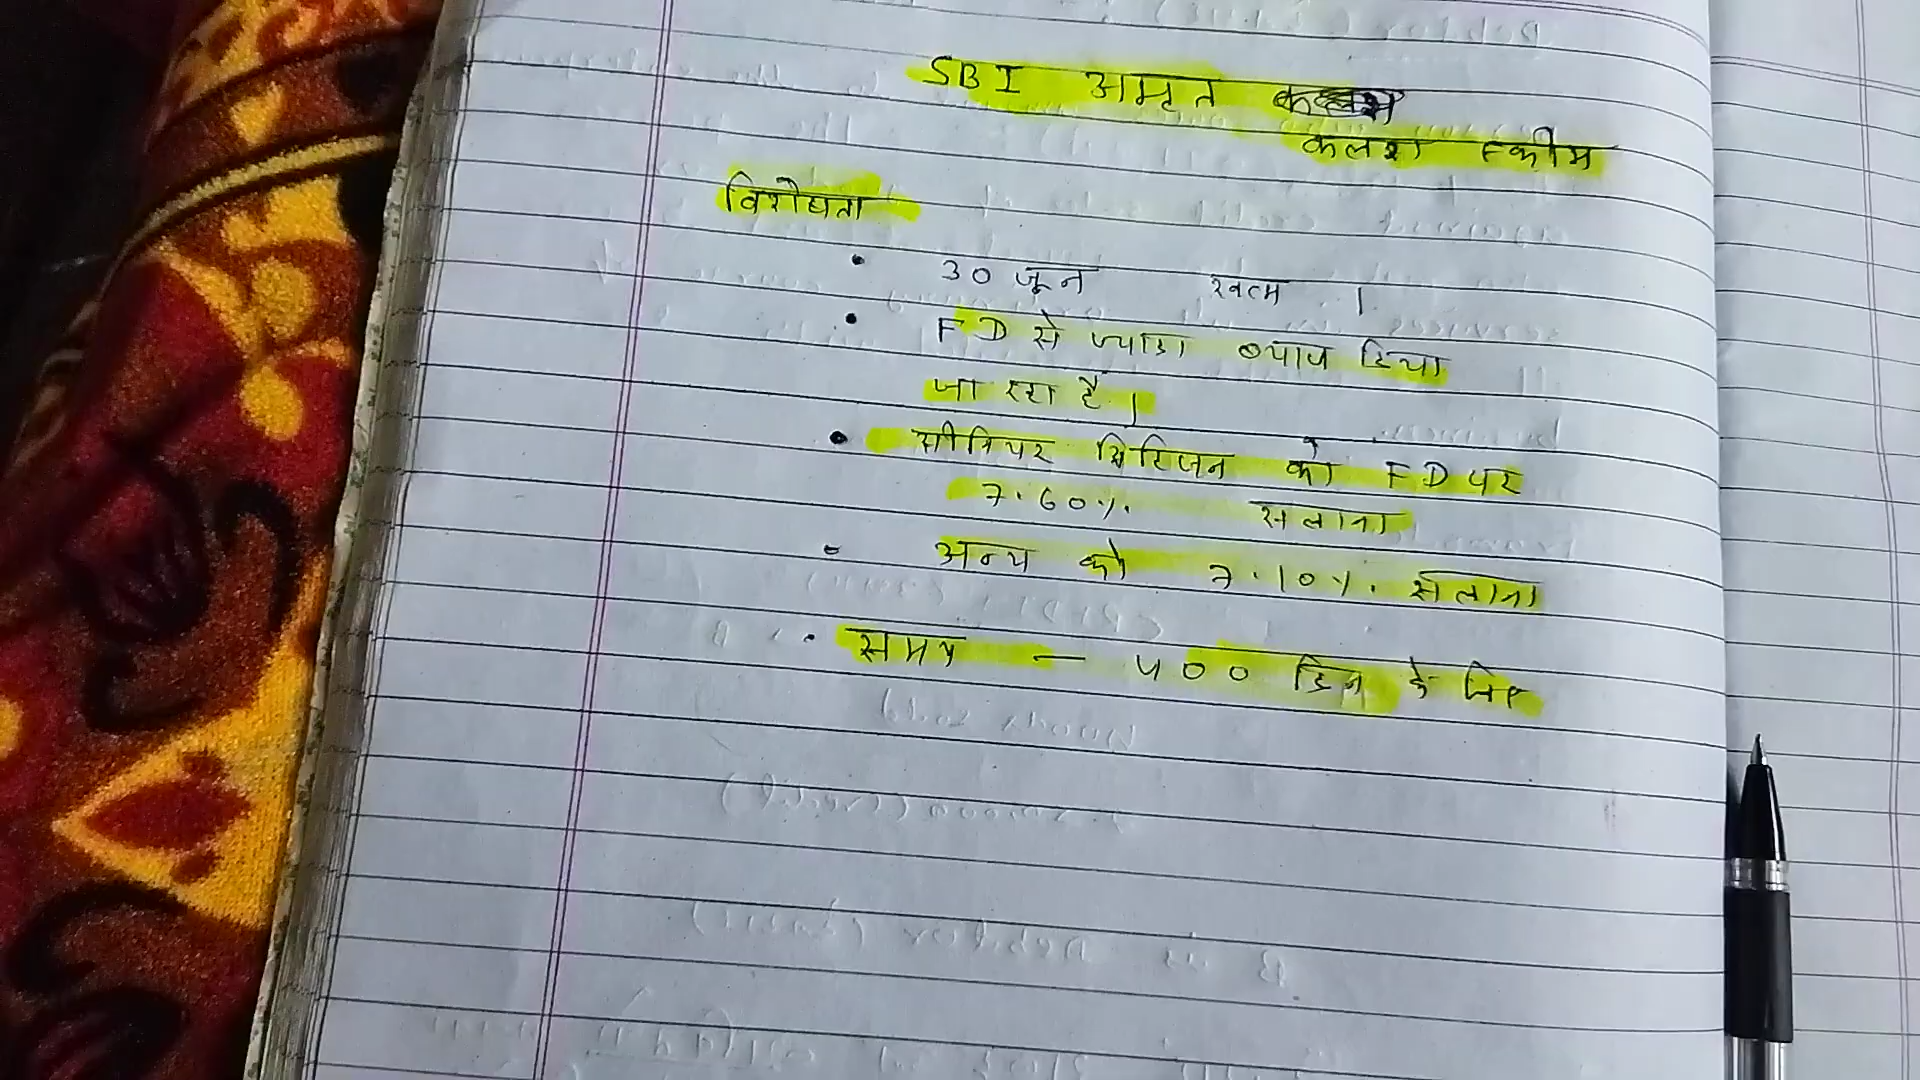 SBI अमृत
कलश स्कीम
विशेषता
• 30 जून खत्म ।
• FD से ज्यादा ब्याज दिया
जा रहा है ।
• सीनियर सिटिजन को FD पर
7.60% सलाना
- अन्य को 7.10% सलाना
• समय — 400 दिन के लिए